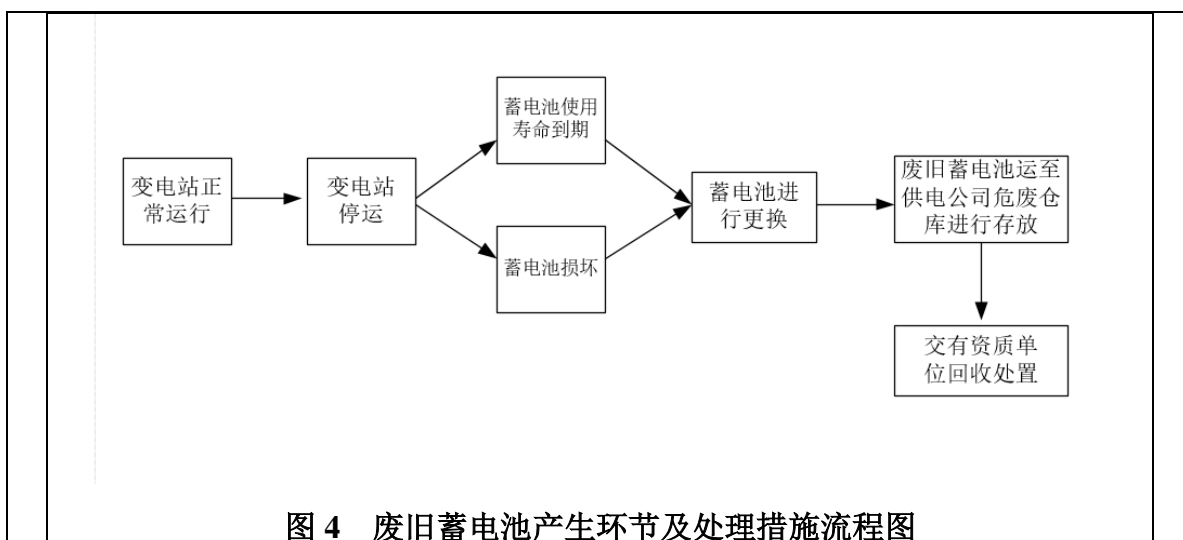 变电站正
常运行
变电站
停运
蓄电池使用
寿命到期
蓄电池损坏
蓄电池进
行更换
废旧蓄电池运至
供电公司危废仓
库进行存放
交有资质单
位回收处置
图 4 废旧蓄电池产生环节及处理措施流程图